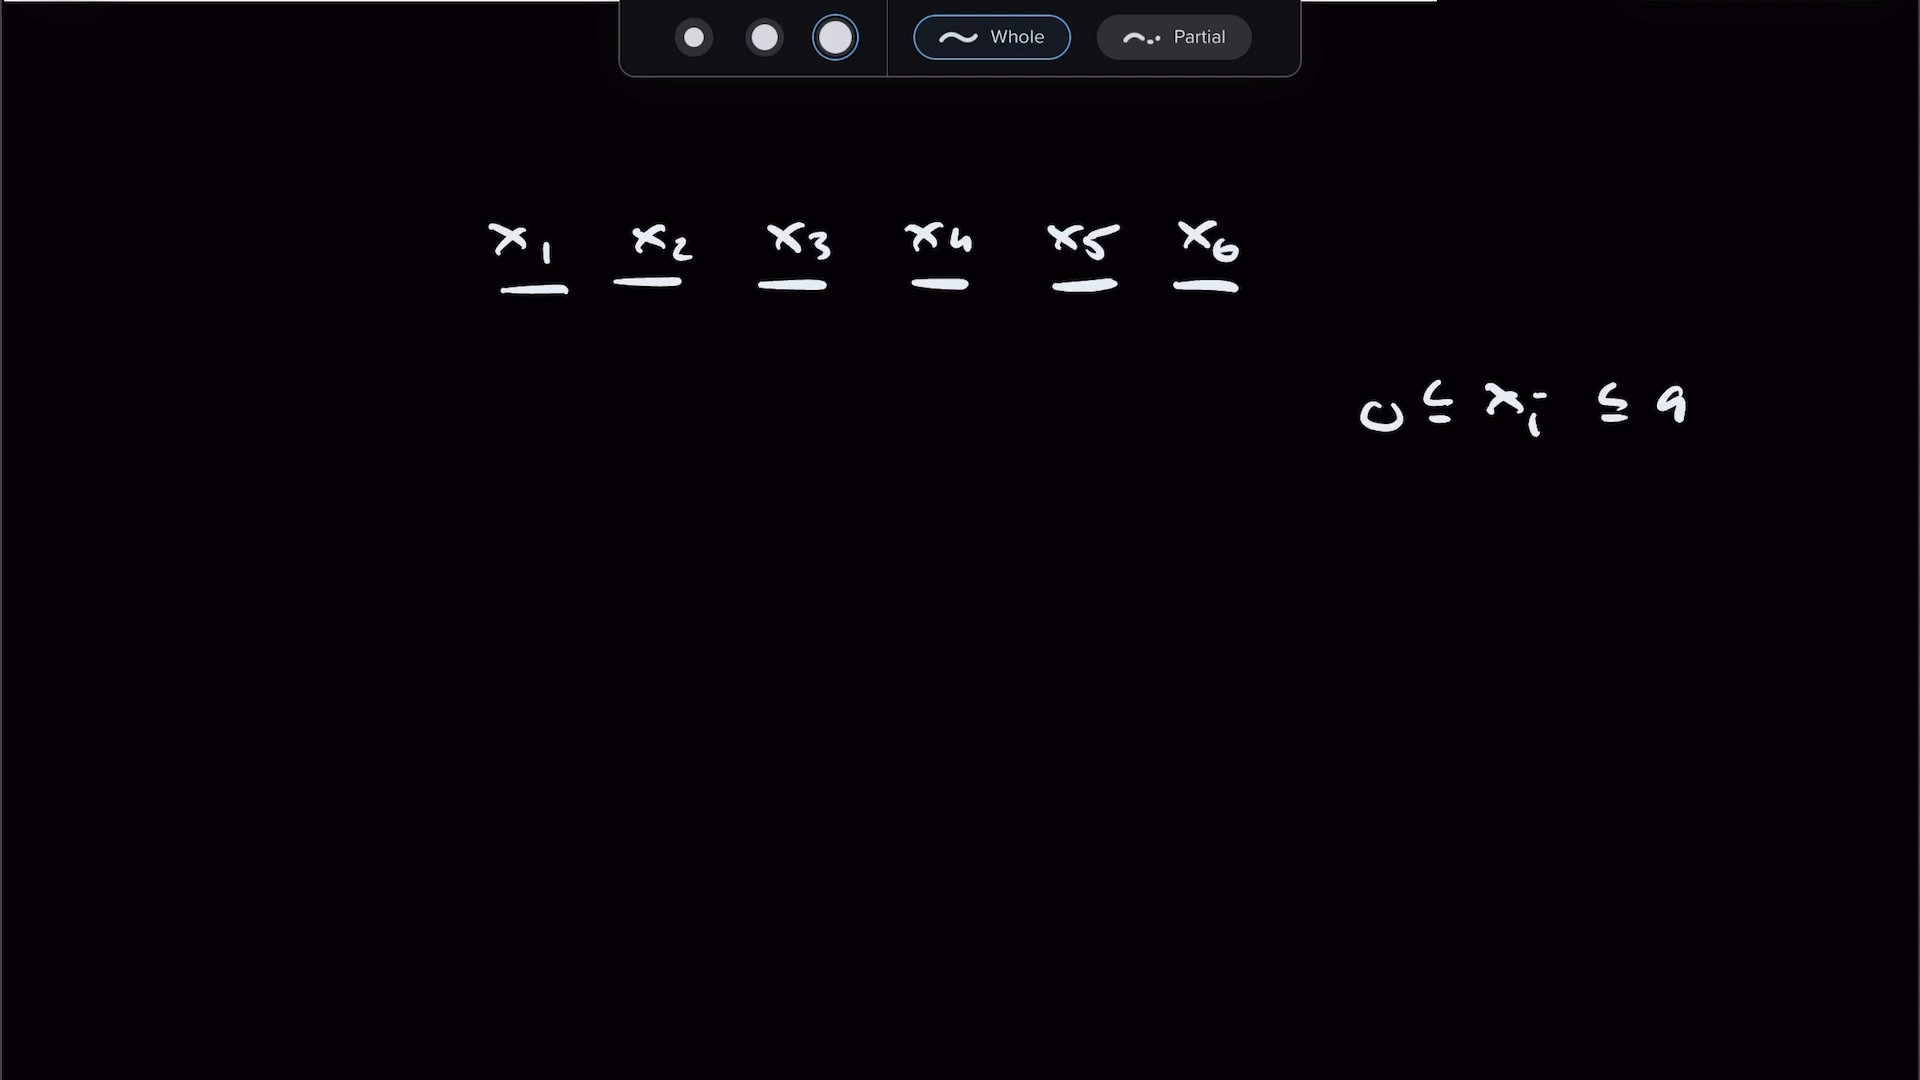 Whole Partial
x₁ x₂ x₃ x₄ x₅ x₆
0 ≤ xᵢ ≤ 9